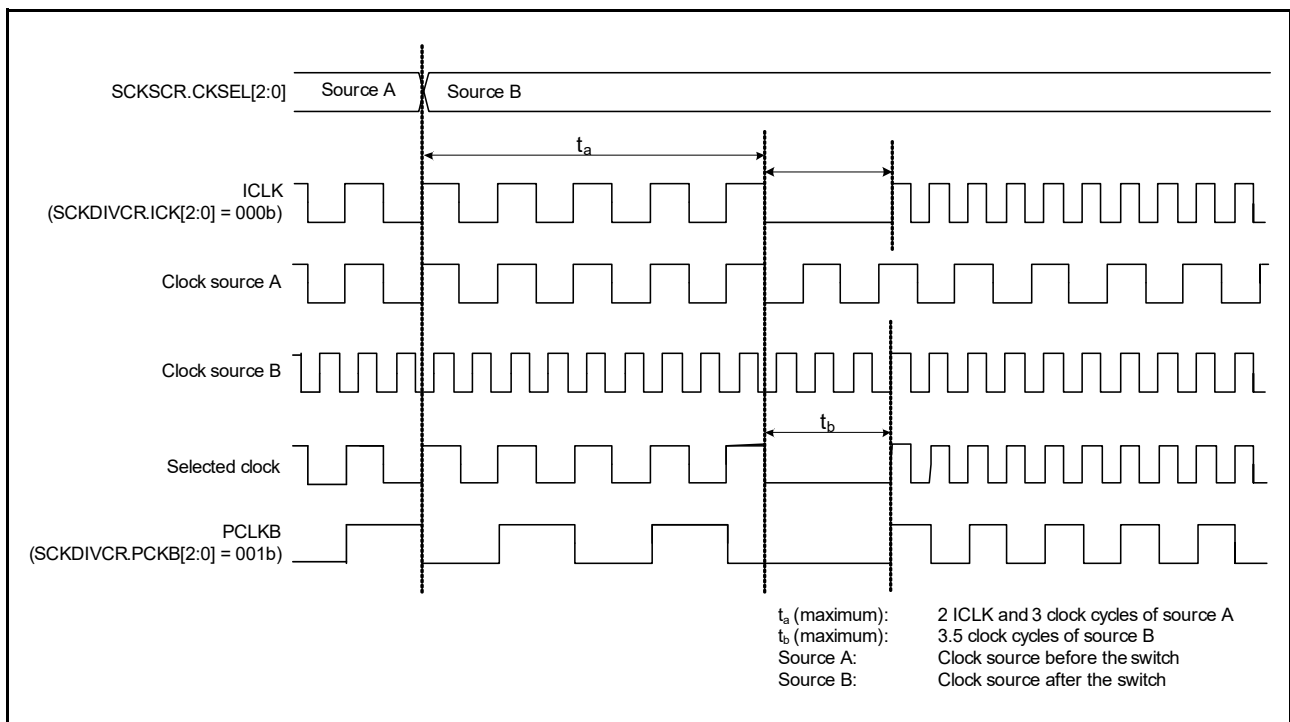 SCKSCR.CKSEL[2:0]
Source A
Source B
ta
ICLK
(SCKDIVCR.ICK[2:0] = 000b)
Clock source A
Clock source B
tb
Selected clock
PCLKB
(SCKDIVCR.PCKB[2:0] = 001b)
ta (maximum): 2 ICLK and 3 clock cycles of source A
tb (maximum): 3.5 clock cycles of source B
Source A: Clock source before the switch
Source B: Clock source after the switch